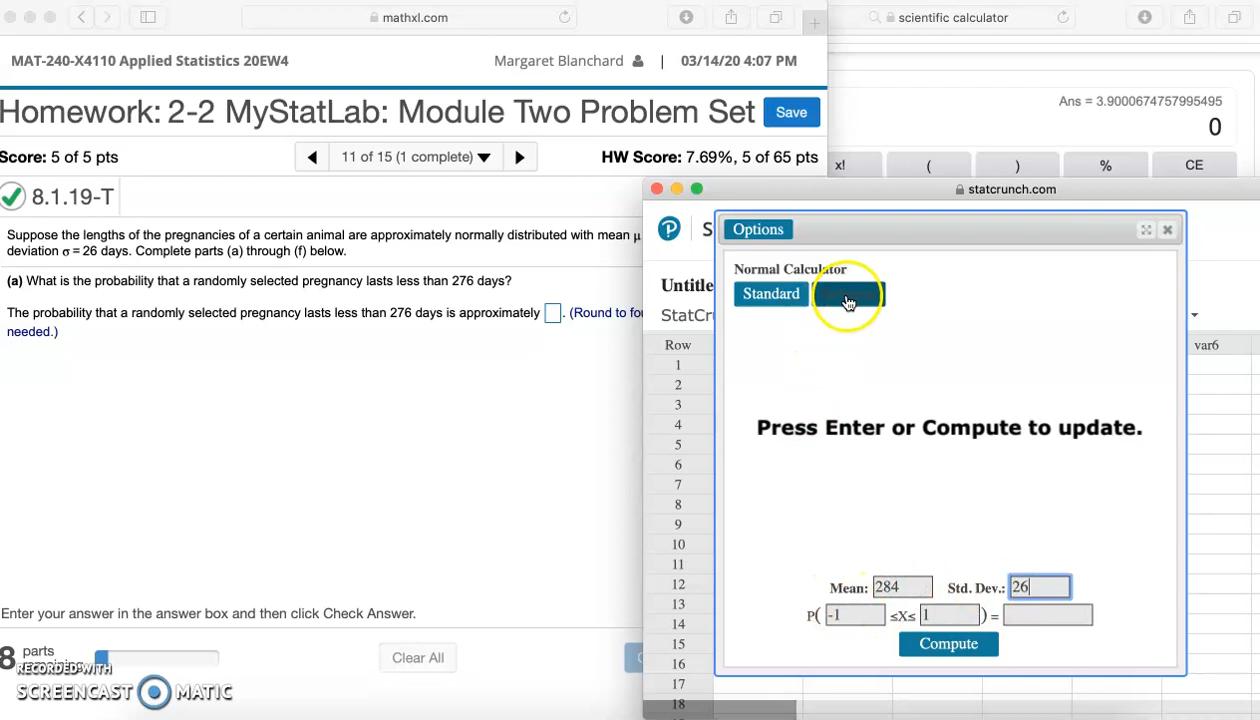 mathxl.com
scientific calculator
MAT-240-X4110 Applied Statistics 20EW4
Margaret Blanchard | 03/14/20 4:07 PM
Homework: 2-2 MyStatLab: Module Two Problem Set
Save
Score: 5 of 5 pts
11 of 15 (1 complete)
HW Score: 7.69%, 5 of 65 pts
8.1.19-T
Suppose the lengths of the pregnancies of a certain animal are approximately normally distributed with mean μ
deviation σ = 26 days. Complete parts (a) through (f) below.
(a) What is the probability that a randomly selected pregnancy lasts less than 276 days?
The probability that a randomly selected pregnancy lasts less than 276 days is approximately . (Round to fou
needed.)
Enter your answer in the answer box and then click Check Answer.
8 parts
remaining
Clear All
C
RECORDED WITH
SCREENCAST MATIC
Ans = 3.9000674757995495
0
x!
(
)
%
CE
statcrunch.com
P | S
Untitle
StatCru
Options
Normal Calculator
Standard
Press Enter or Compute to update.
Mean: 284 Std. Dev.: 26
P( -1 ≤X≤ 1 ) =
Compute
Row
var6
1
2
3
4
5
6
7
8
9
10
11
12
13
14
15
16
17
18